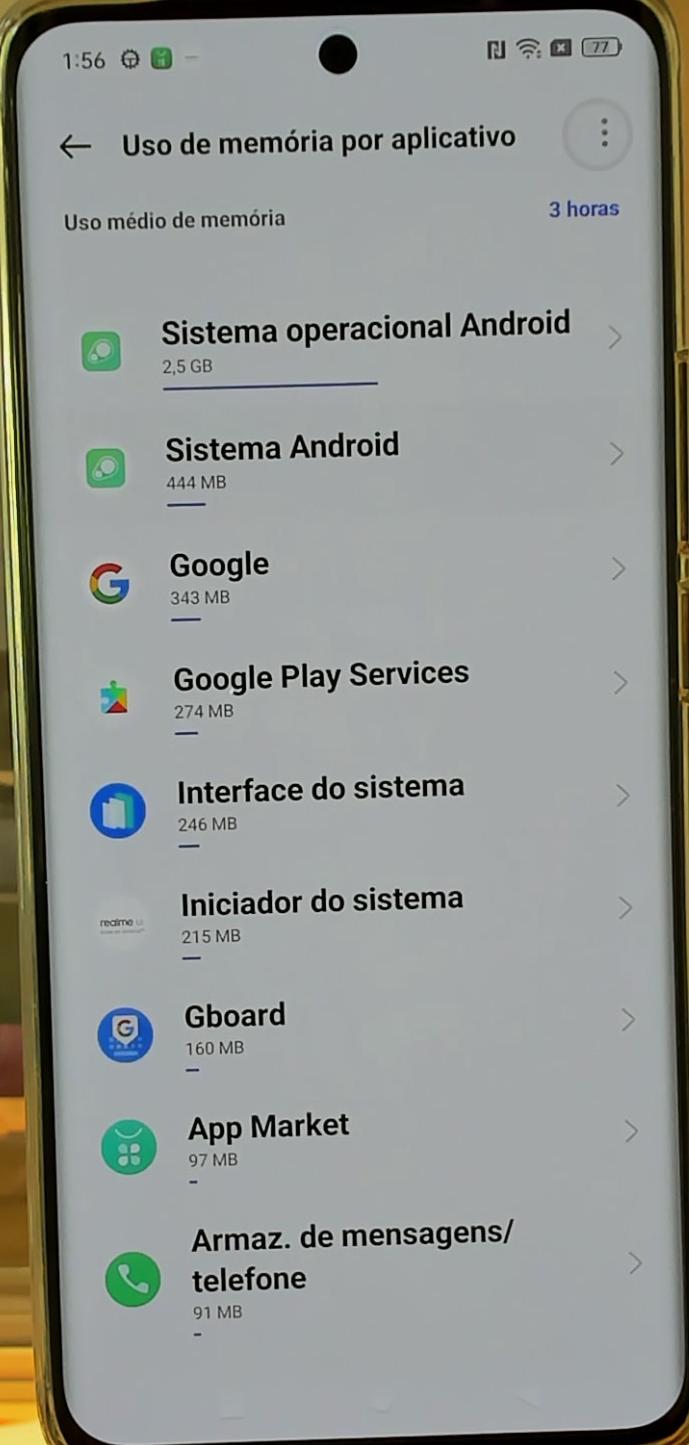 1:56
77
Uso de memória por aplicativo
Uso médio de memória
3 horas
Sistema operacional Android
2,5 GB
Sistema Android
444 MB
Google
343 MB
Google Play Services
274 MB
Interface do sistema
246 MB
realme UI
Iniciador do sistema
215 MB
Gboard
160 MB
App Market
97 MB
Armaz. de mensagens/
telefone
91 MB